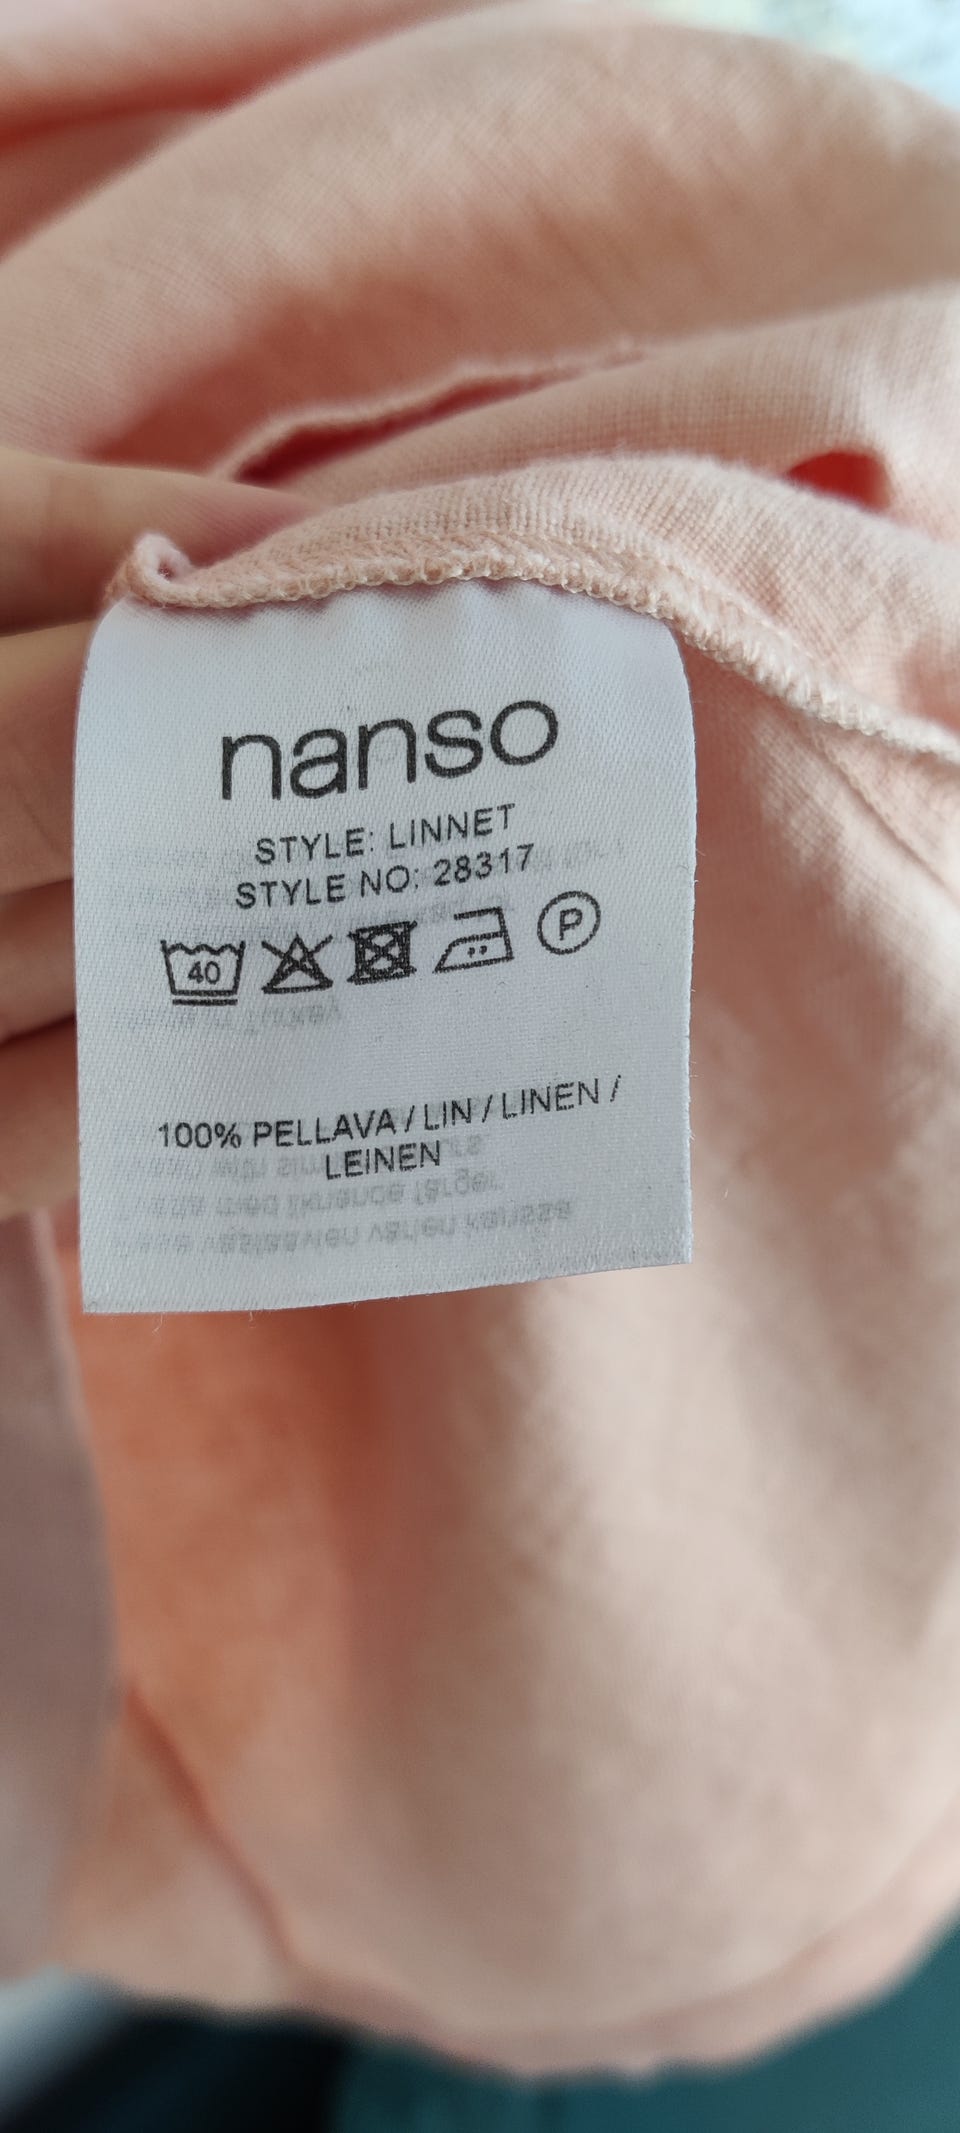 nanso
STYLE: LINNET
STYLE NO: 28317
40 P
100% PELLAVA / LIN / LINEN /
LEINEN